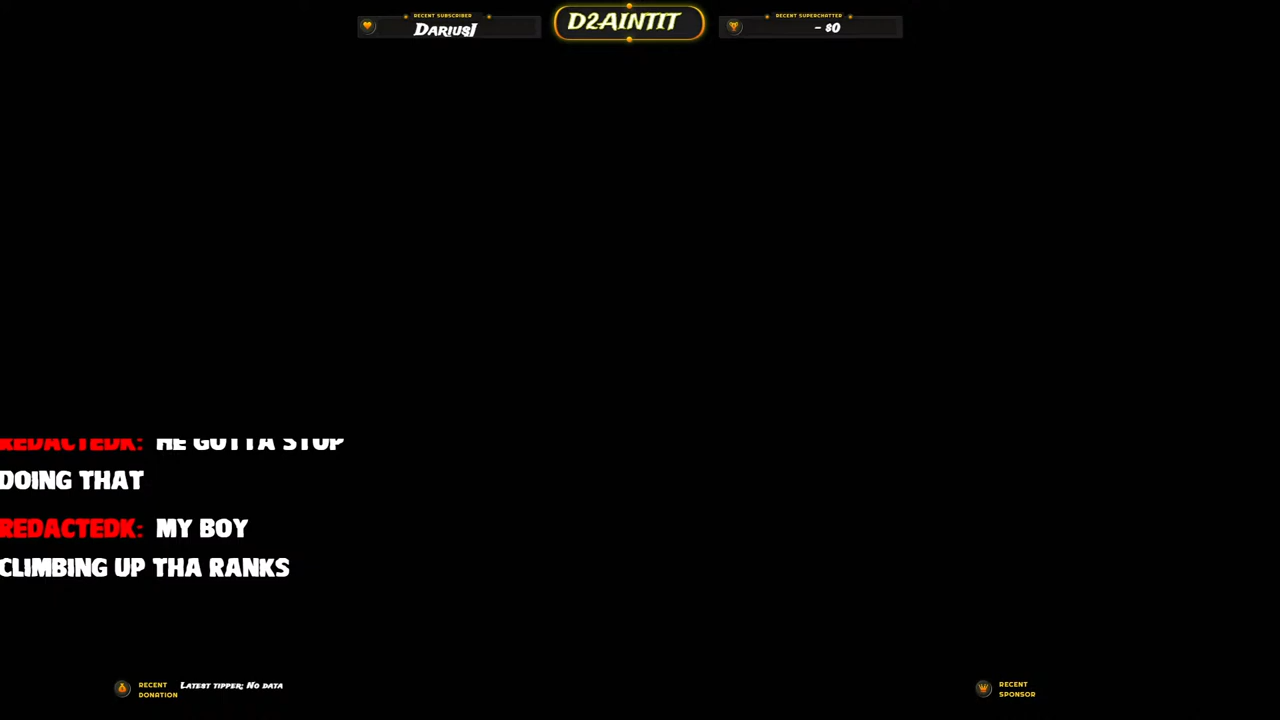 RECENT SUBSCRIBER
DariusJ
D2AINTIT
RECENT SUPERCHATTER
- $0
REDACTEDK: HE GOTTA STOP
DOING THAT
REDACTEDK: MY BOY
CLIMBING UP THA RANKS
RECENT
DONATION
Latest tipper: No data
RECENT
SPONSOR